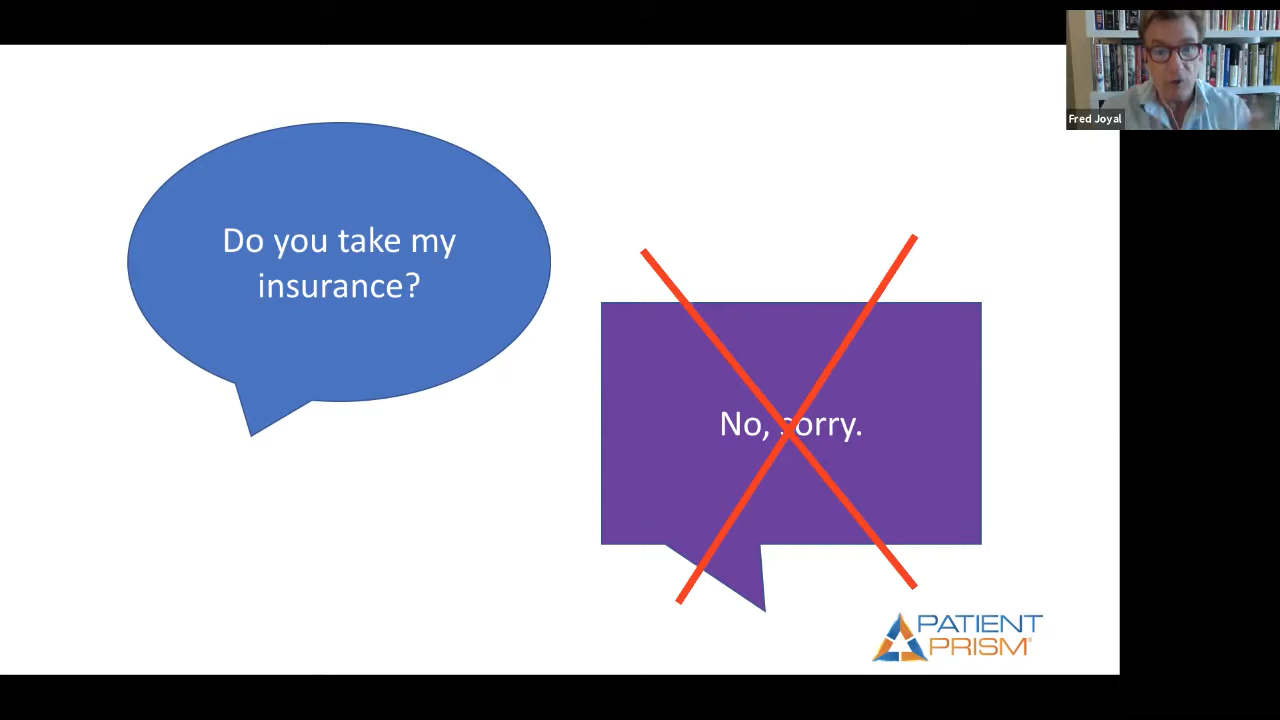 Fred Joyal
Do you take my
insurance?
No, sorry.
PATIENT
PRISM®